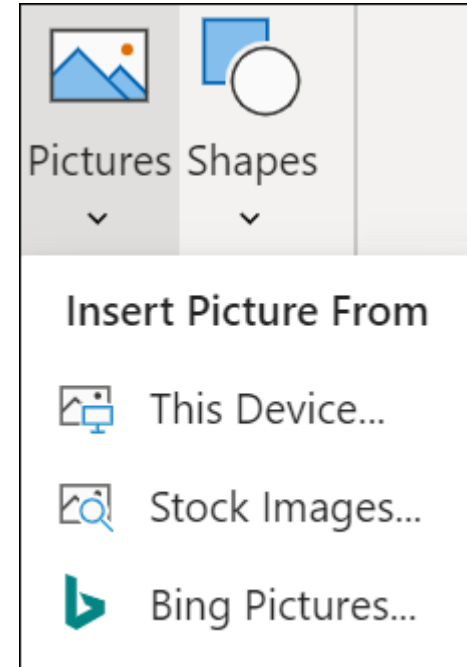 Pictures Shapes
Insert Picture From
This Device...
Stock Images...
Bing Pictures...